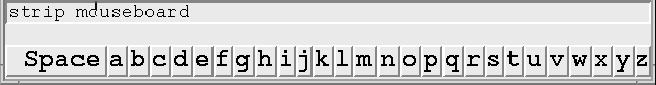 strip mouseboard
Space a b c d e f g h i j k l m n o p q r s t u v w x y z